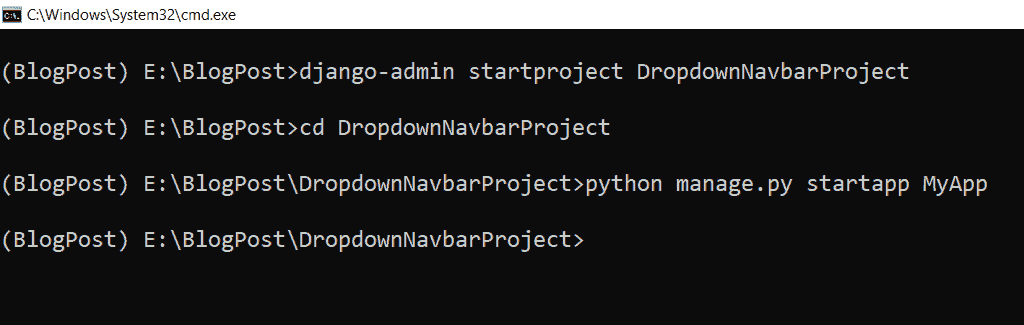 C:\Windows\System32\cmd.exe
(BlogPost) E:\BlogPost>django-admin startproject DropdownNavbarProject
(BlogPost) E:\BlogPost>cd DropdownNavbarProject
(BlogPost) E:\BlogPost\DropdownNavbarProject>python manage.py startapp MyApp
(BlogPost) E:\BlogPost\DropdownNavbarProject>